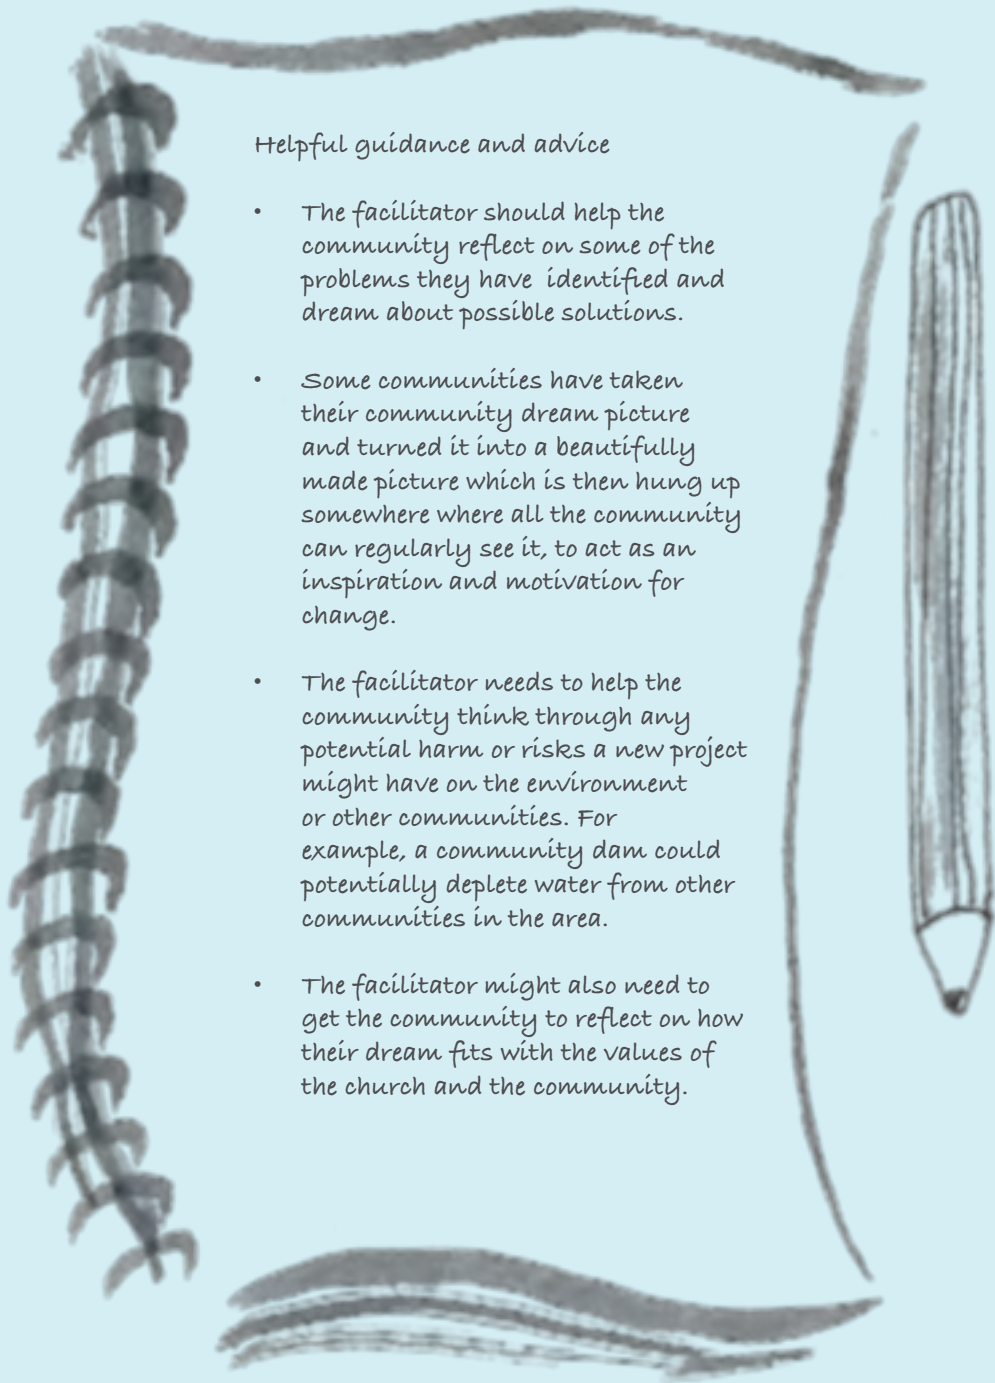 Helpful guidance and advice
• The facilitator should help the
community reflect on some of the
problems they have  identified and
dream about possible solutions.
• Some communities have taken
their community dream picture
and turned it into a beautifully
made picture which is then hung up
somewhere where all the community
can regularly see it, to act as an
inspiration and motivation for
change.
• The facilitator needs to help the
community think through any
potential harm or risks a new project
might have on the environment
or other communities. For
example, a community dam could
potentially deplete water from other
communities in the area.
• The facilitator might also need to
get the community to reflect on how
their dream fits with the values of
the church and the community.